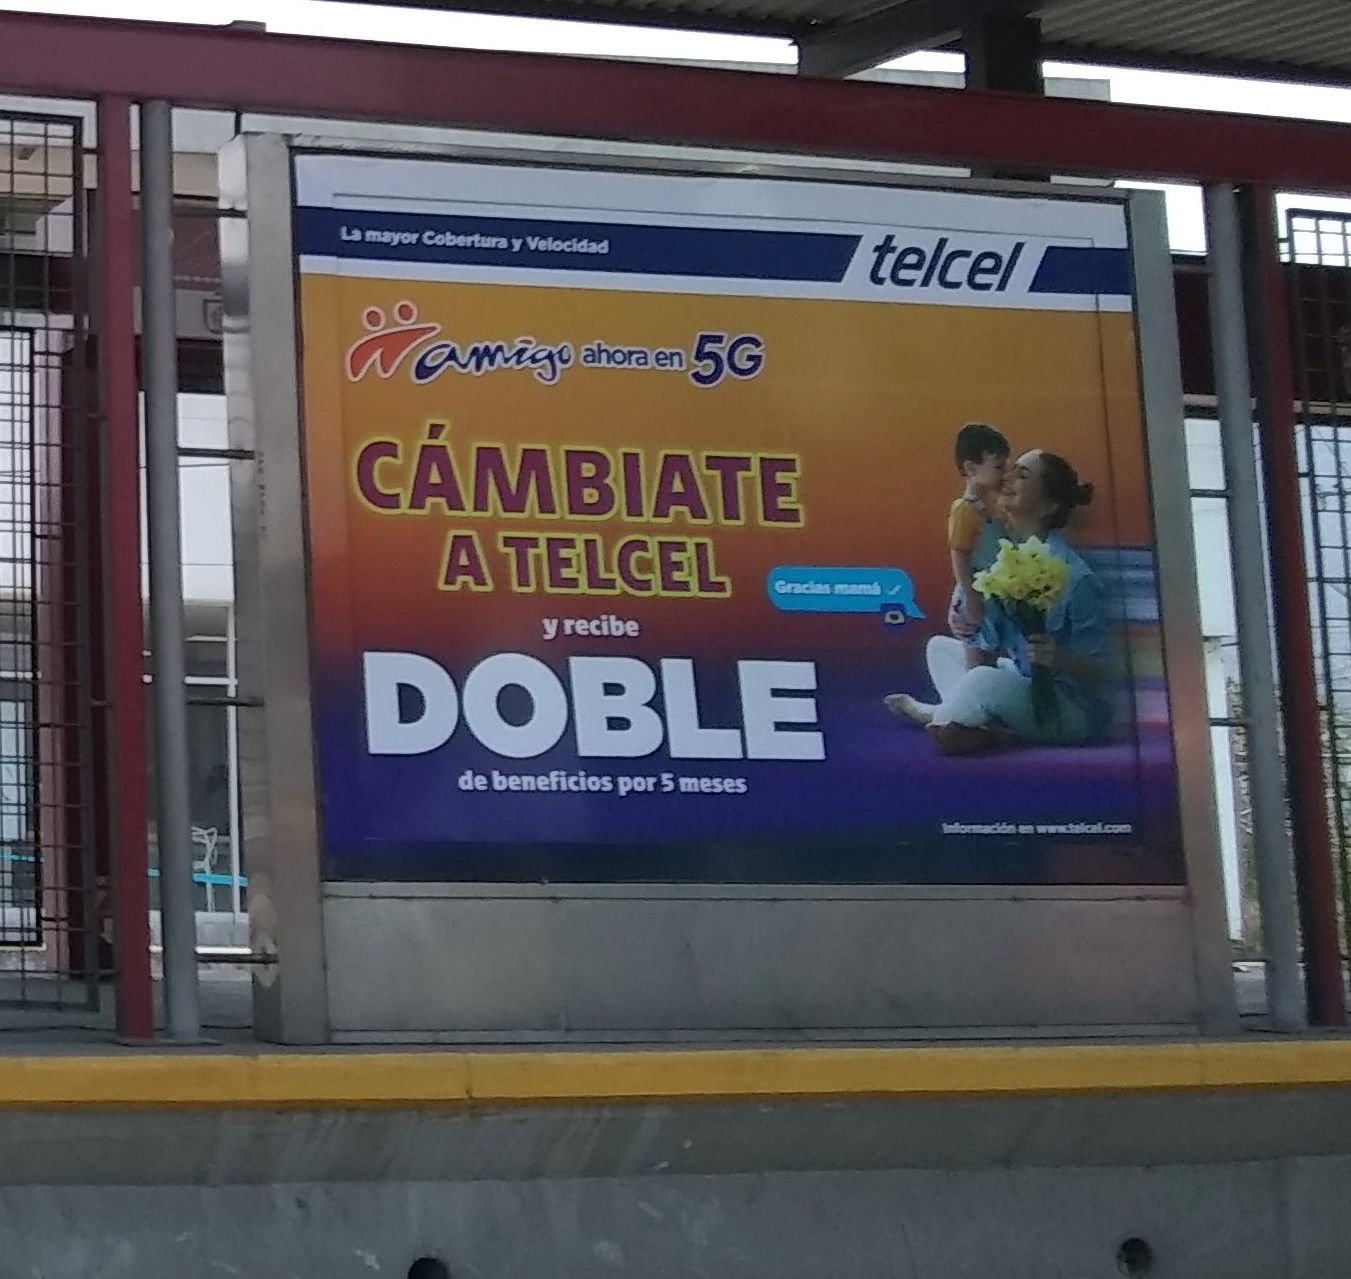 La mayor Cobertura y Velocidad
telcel
amigo ahora en 5G
CÁMBIATE
A TELCEL
Gracias mamá
y recibe
DOBLE
de beneficios por 5 meses
Información en www.telcel.com